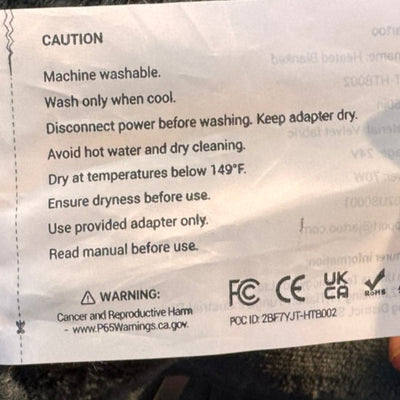 CAUTION
Machine washable.
Wash only when cool.
Disconnect power before washing. Keep adapter dry.
Avoid hot water and dry cleaning.
Dry at temperatures below 149°F.
Ensure dryness before use.
Use provided adapter only.
Read manual before use.
⚠ WARNING:
Cancer and Reproductive Harm
- www.P65Warnings.ca.gov.
FC CE UK CA RoHS
POC ID: 2BF7YJT-HTB002